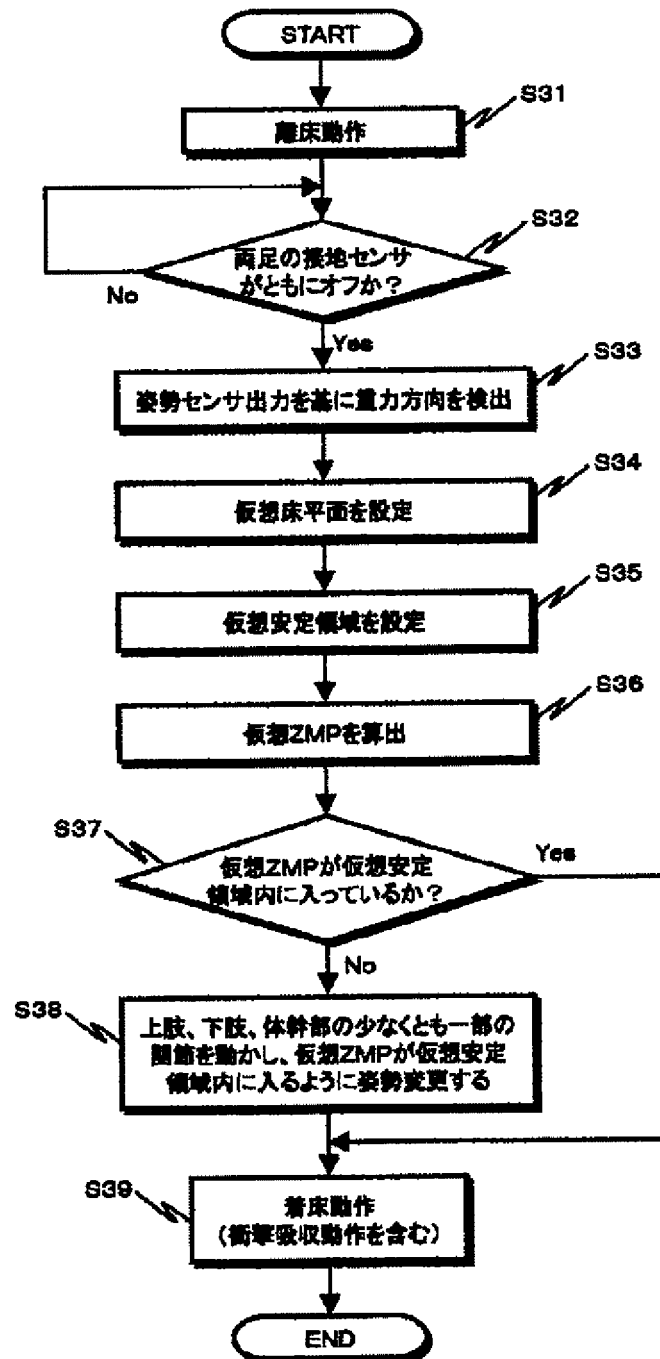 START
S31
離床動作
S32
両足の接地センサ
がともにオフか？
No
Yes
S33
姿勢センサ出力を基に重力方向を検出
S34
仮想床平面を設定
S35
仮想安定領域を設定
S36
仮想ZMPを算出
S37
仮想ZMPが仮想安定
領域内に入っているか？
Yes
No
S38
上肢、下肢、体幹部の少なくとも一部の
関節を動かし、仮想ZMPが仮想安定
領域内に入るように姿勢変更する
S39
着床動作
(衝撃吸収動作を含む)
END